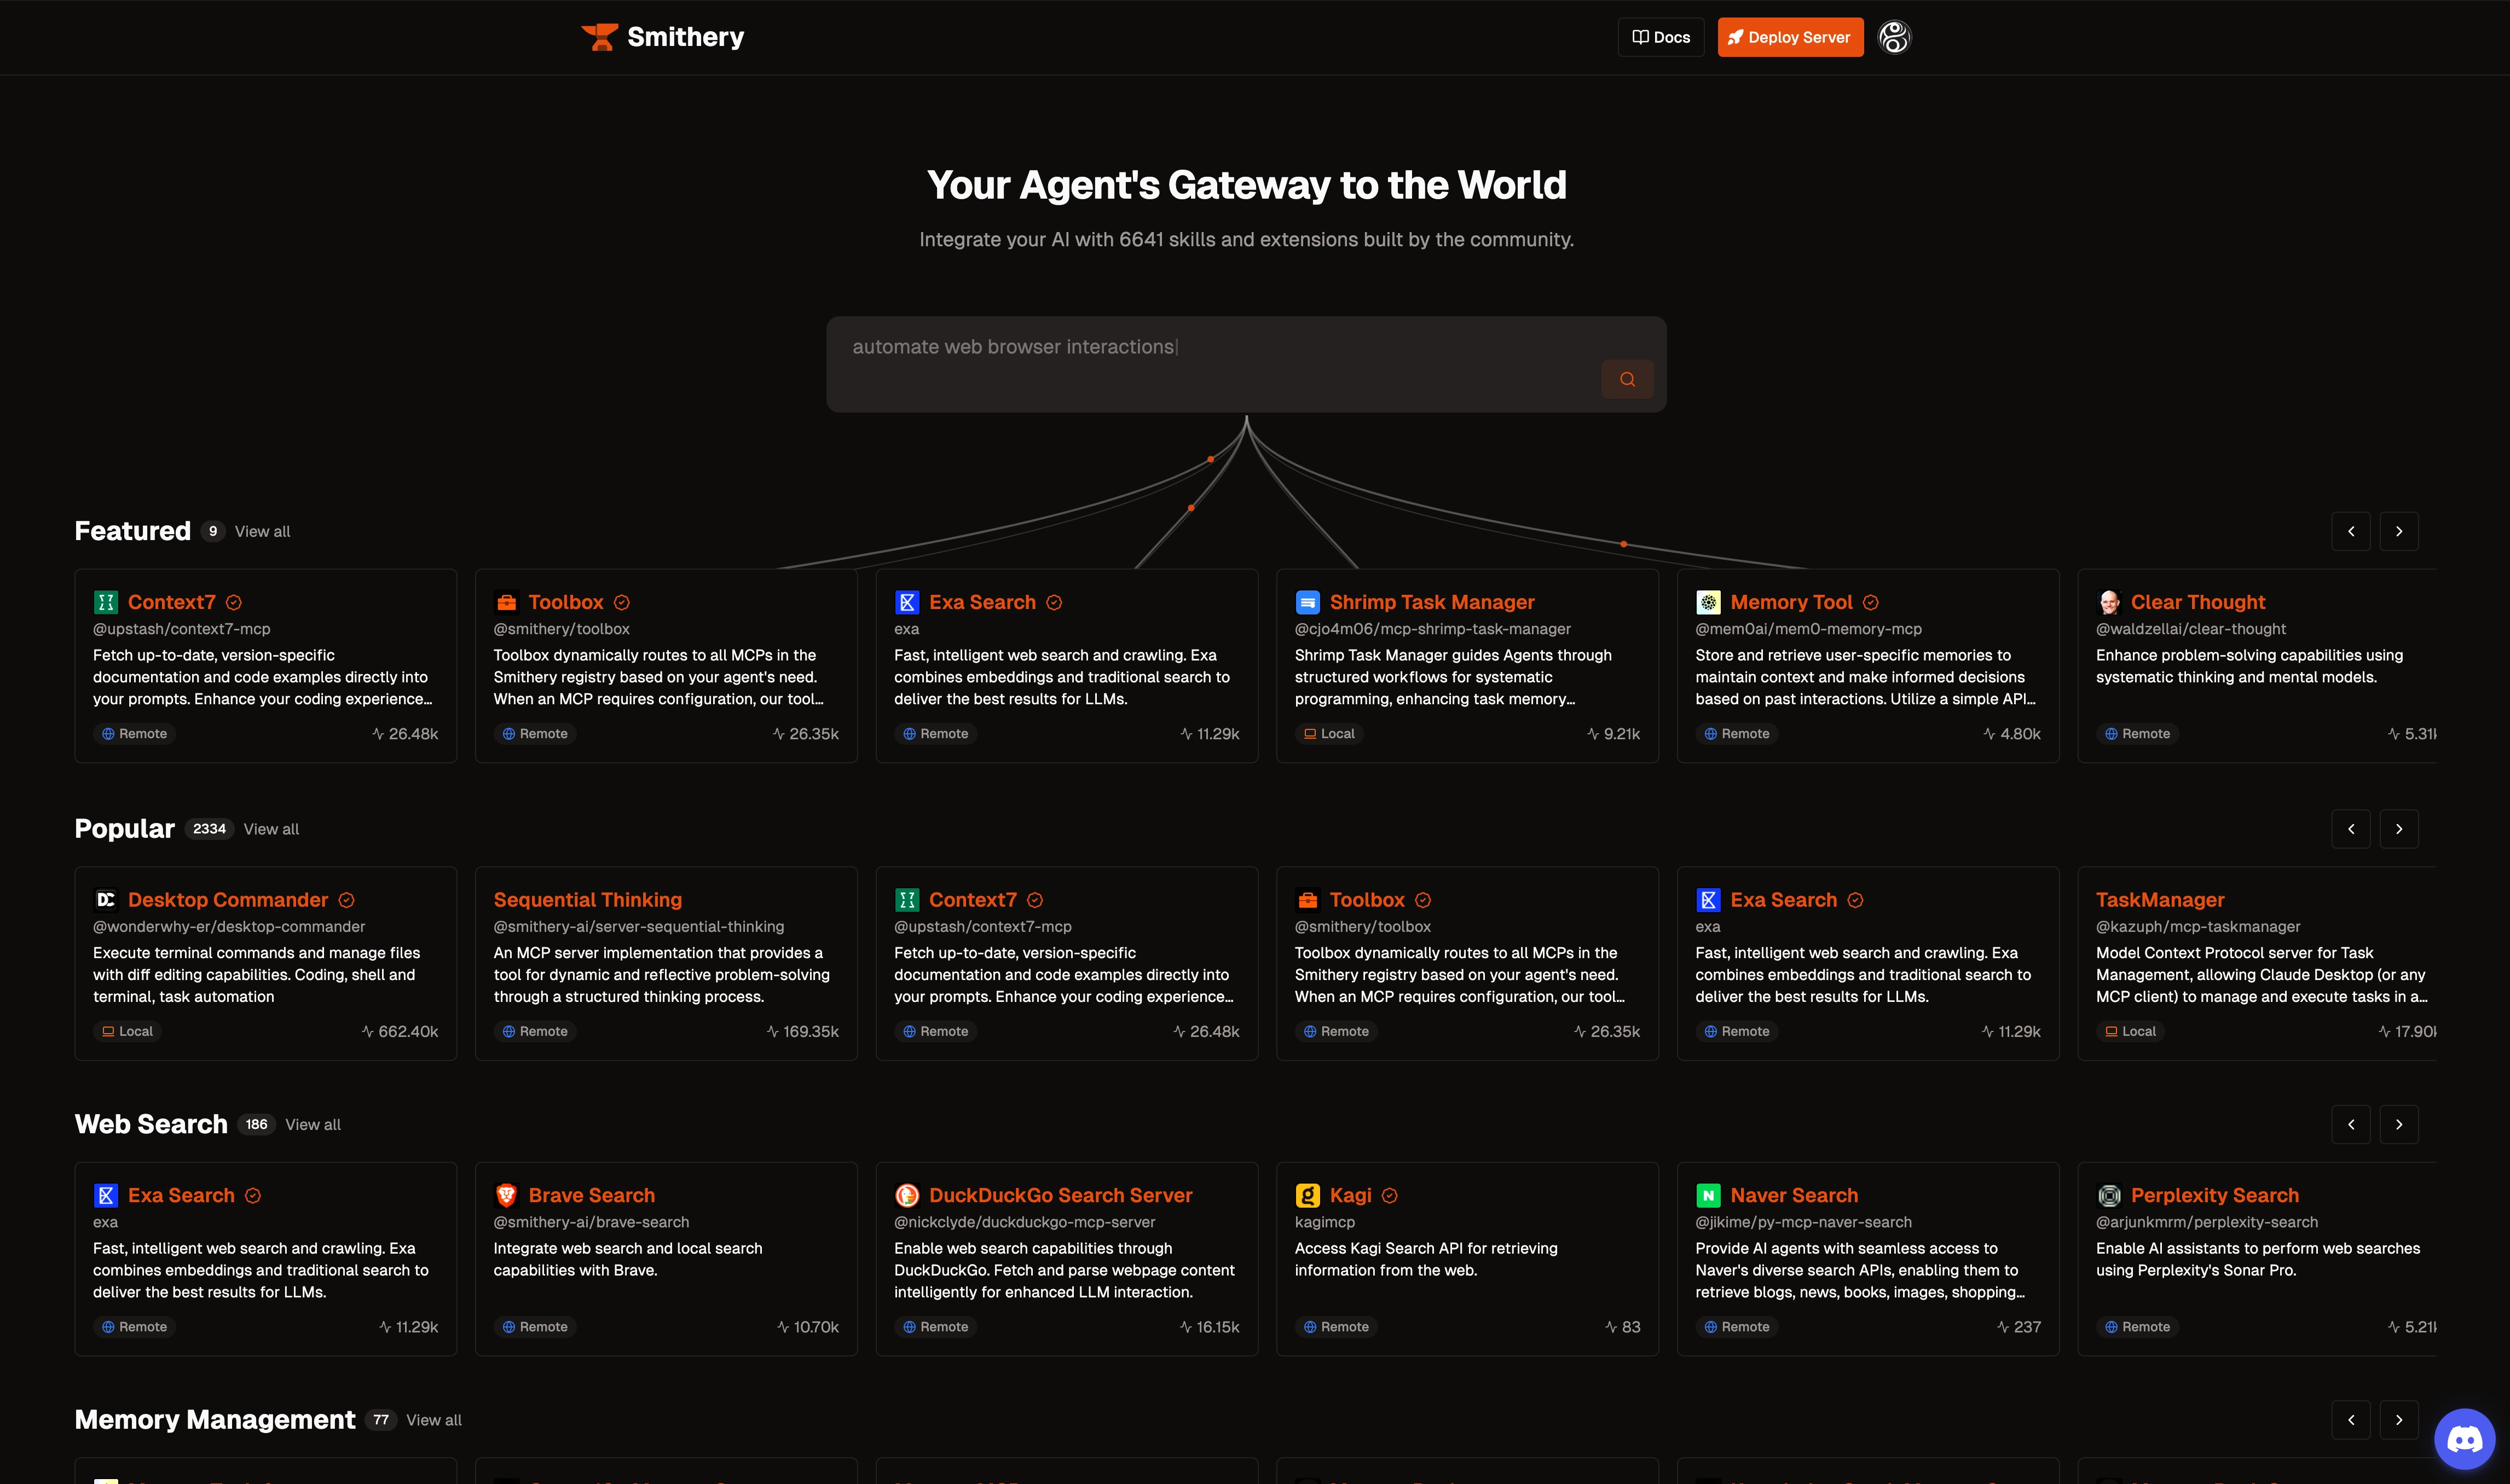 Smithery
Docs
Deploy Server
Your Agent's Gateway to the World
Integrate your AI with 6641 skills and extensions built by the community.
automate web browser interactions
Featured 9 View all
Context7
@upstash/context7-mcp
Fetch up-to-date, version-specific
documentation and code examples directly into
your prompts. Enhance your coding experience...
Remote 26.48k
Toolbox
@smithery/toolbox
Toolbox dynamically routes to all MCPs in the
Smithery registry based on your agent's need.
When an MCP requires configuration, our tool...
Remote 26.35k
Exa Search
exa
Fast, intelligent web search and crawling. Exa
combines embeddings and traditional search to
deliver the best results for LLMs.
Remote 11.29k
Shrimp Task Manager
@cjo4m06/mcp-shrimp-task-manager
Shrimp Task Manager guides Agents through
structured workflows for systematic
programming, enhancing task memory...
Local 9.21k
Memory Tool
@mem0ai/mem0-memory-mcp
Store and retrieve user-specific memories to
maintain context and make informed decisions
based on past interactions. Utilize a simple API...
Remote 4.80k
Clear Thought
@waldzellai/clear-thought
Enhance problem-solving capabilities using
systematic thinking and mental models.
Remote 5.31k
Popular 2334 View all
DC Desktop Commander
@wonderwhy-er/desktop-commander
Execute terminal commands and manage files
with diff editing capabilities. Coding, shell and
terminal, task automation
Local 662.40k
Sequential Thinking
@smithery-ai/server-sequential-thinking
An MCP server implementation that provides a
tool for dynamic and reflective problem-solving
through a structured thinking process.
Remote 169.35k
Context7
@upstash/context7-mcp
Fetch up-to-date, version-specific
documentation and code examples directly into
your prompts. Enhance your coding experience...
Remote 26.48k
Toolbox
@smithery/toolbox
Toolbox dynamically routes to all MCPs in the
Smithery registry based on your agent's need.
When an MCP requires configuration, our tool...
Remote 26.35k
Exa Search
exa
Fast, intelligent web search and crawling. Exa
combines embeddings and traditional search to
deliver the best results for LLMs.
Remote 11.29k
TaskManager
@kazuph/mcp-taskmanager
Model Context Protocol server for Task
Management, allowing Claude Desktop (or any
MCP client) to manage and execute tasks in a...
Local 17.90k
Web Search 186 View all
Exa Search
exa
Fast, intelligent web search and crawling. Exa
combines embeddings and traditional search to
deliver the best results for LLMs.
Remote 11.29k
Brave Search
@smithery-ai/brave-search
Integrate web search and local search
capabilities with Brave.
Remote 10.70k
DuckDuckGo Search Server
@nickclyde/duckduckgo-mcp-server
Enable web search capabilities through
DuckDuckGo. Fetch and parse webpage content
intelligently for enhanced LLM interaction.
Remote 16.15k
g Kagi
kagimcp
Access Kagi Search API for retrieving
information from the web.
Remote 83
N Naver Search
@jikime/py-mcp-naver-search
Provide AI agents with seamless access to
Naver's diverse search APIs, enabling them to
retrieve blogs, news, books, images, shopping...
Remote 237
Perplexity Search
@arjunkmrm/perplexity-search
Enable AI assistants to perform web searches
using Perplexity's Sonar Pro.
Remote 5.21k
Memory Management 77 View all